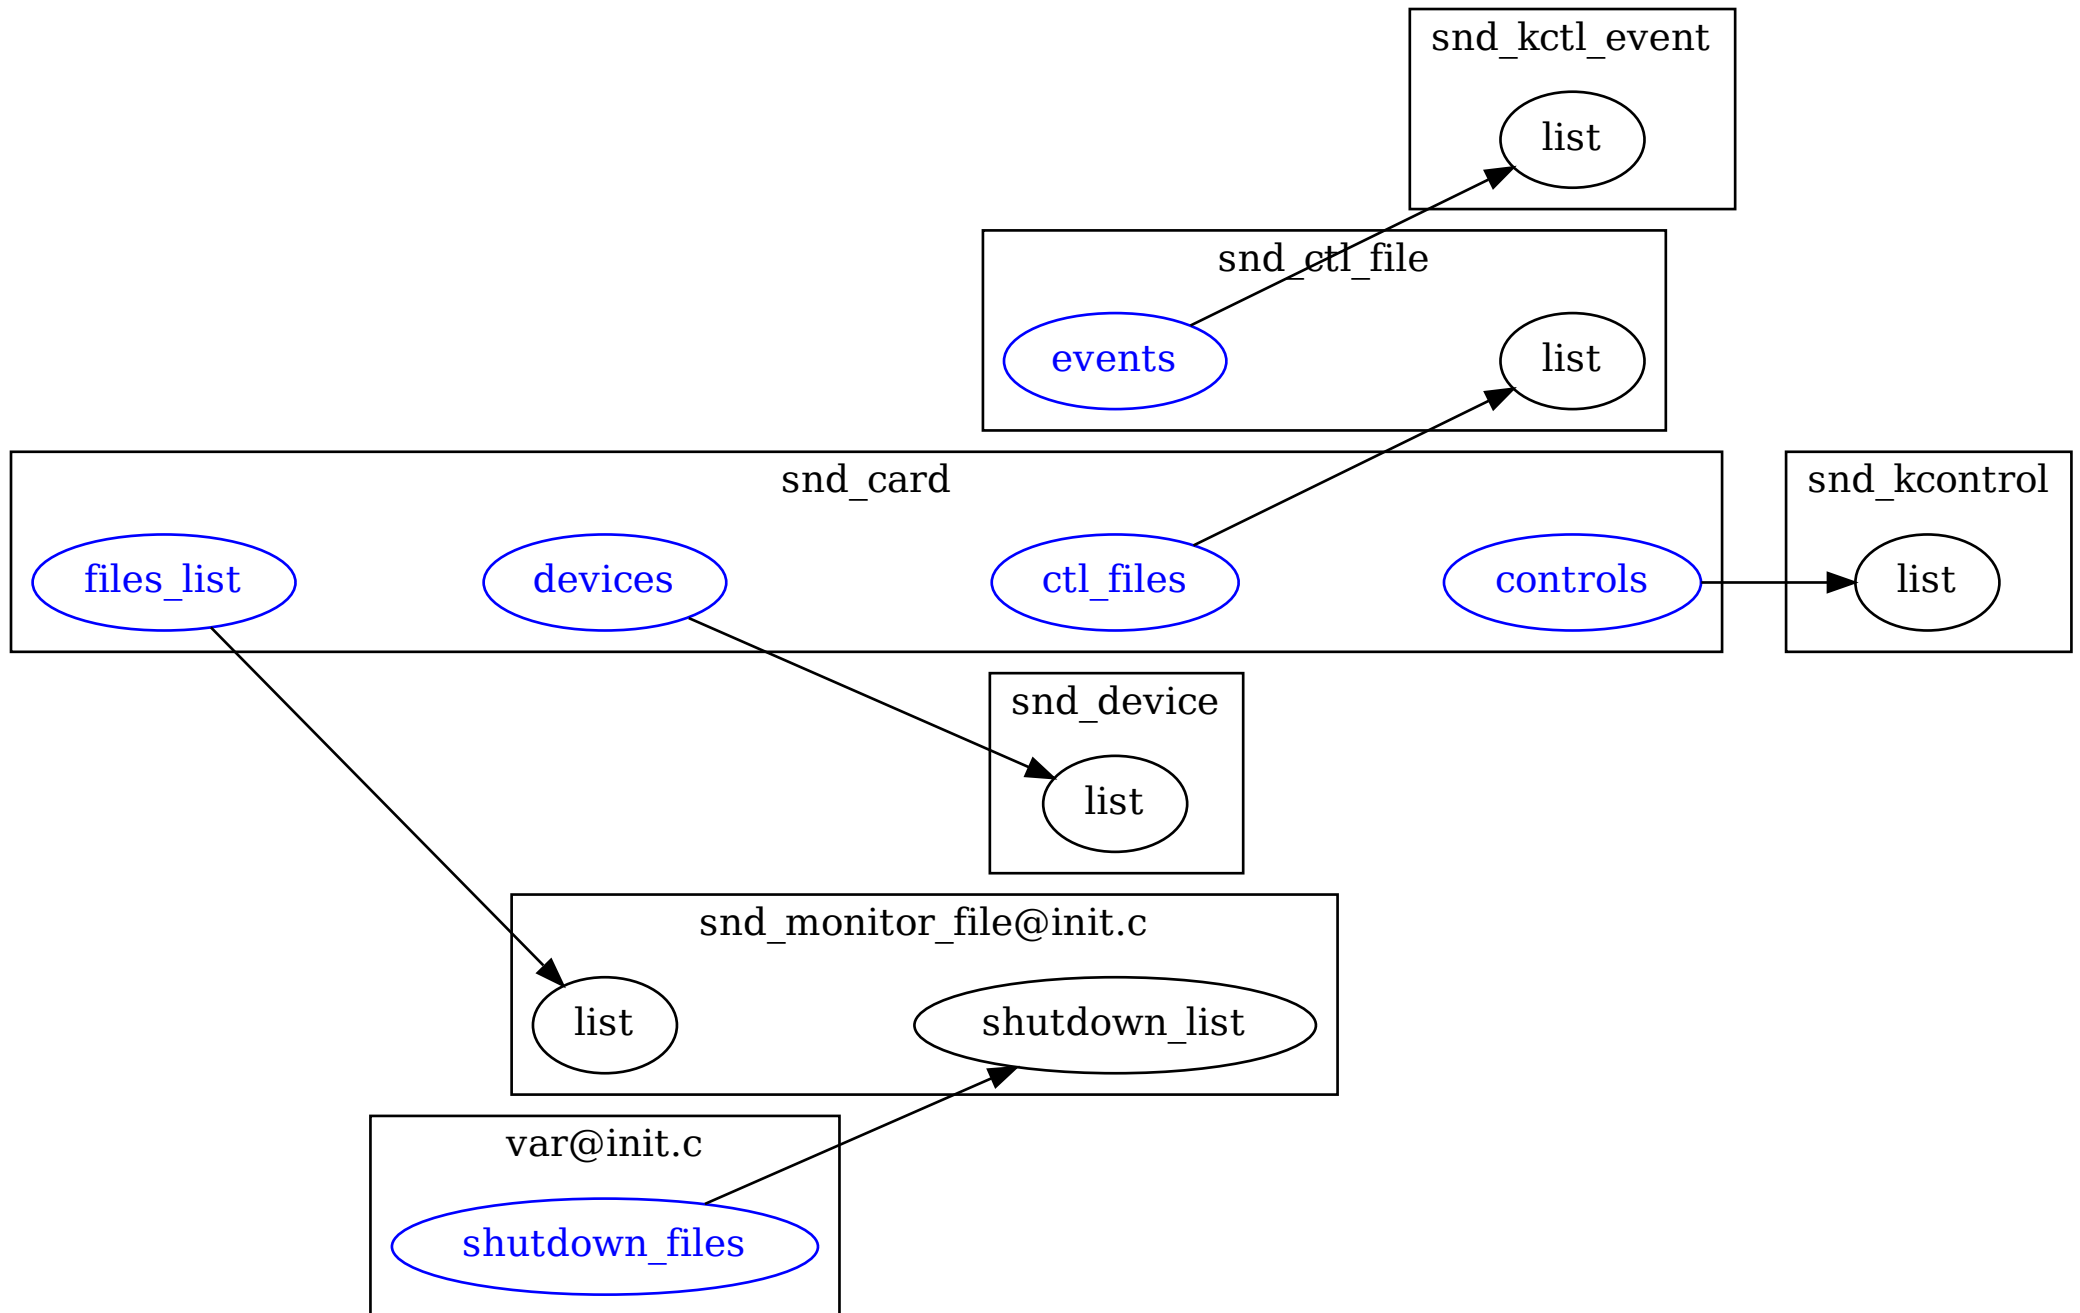 snd_kctl_event
list
snd_ctl_file
events
list
snd_card
snd_kcontrol
files_list
devices
ctl_files
controls
list
snd_device
list
snd_monitor_file@init.c
list
shutdown_list
var@init.c
shutdown_files